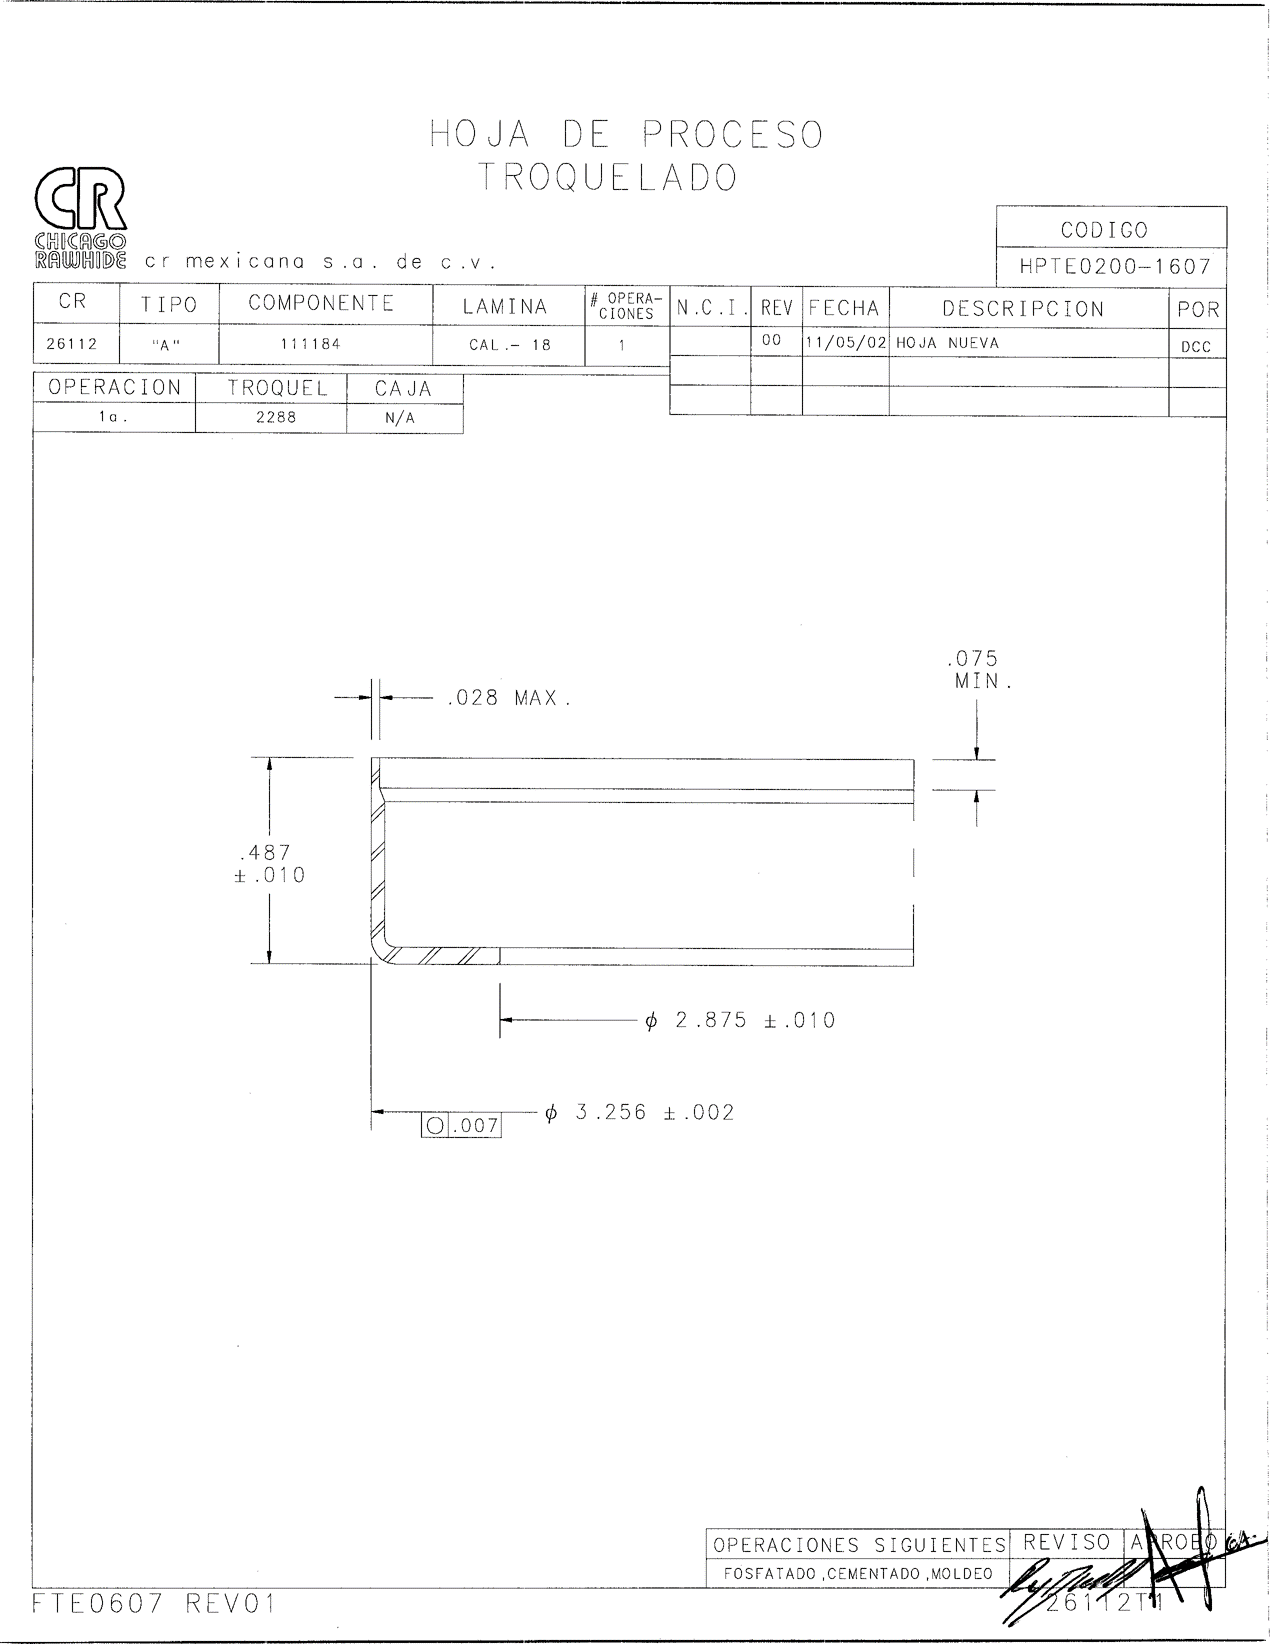 HOJA DE PROCESO
TROQUELADO
CR
CHICAGO
RAWHIDE
cr mexicana s.a. de c.v.
CODIGO
HPTE0200-1607
CR TIPO COMPONENTE LAMINA # OPERA-CIONES N.C.I. REV FECHA DESCRIPCION POR
26112 "A" 111184 CAL.- 18 1 00 11/05/02 HOJA NUEVA DCC
OPERACION TROQUEL CAJA
1a. 2288 N/A
.075
MIN.
.028 MAX.
.487
±.010
ϕ 2.875 ±.010
ϕ 3.256 ±.002
○ .007
OPERACIONES SIGUIENTES REVISO APROBO
FOSFATADO,CEMENTADO,MOLDEO
FTE0607 REV01
26112T1